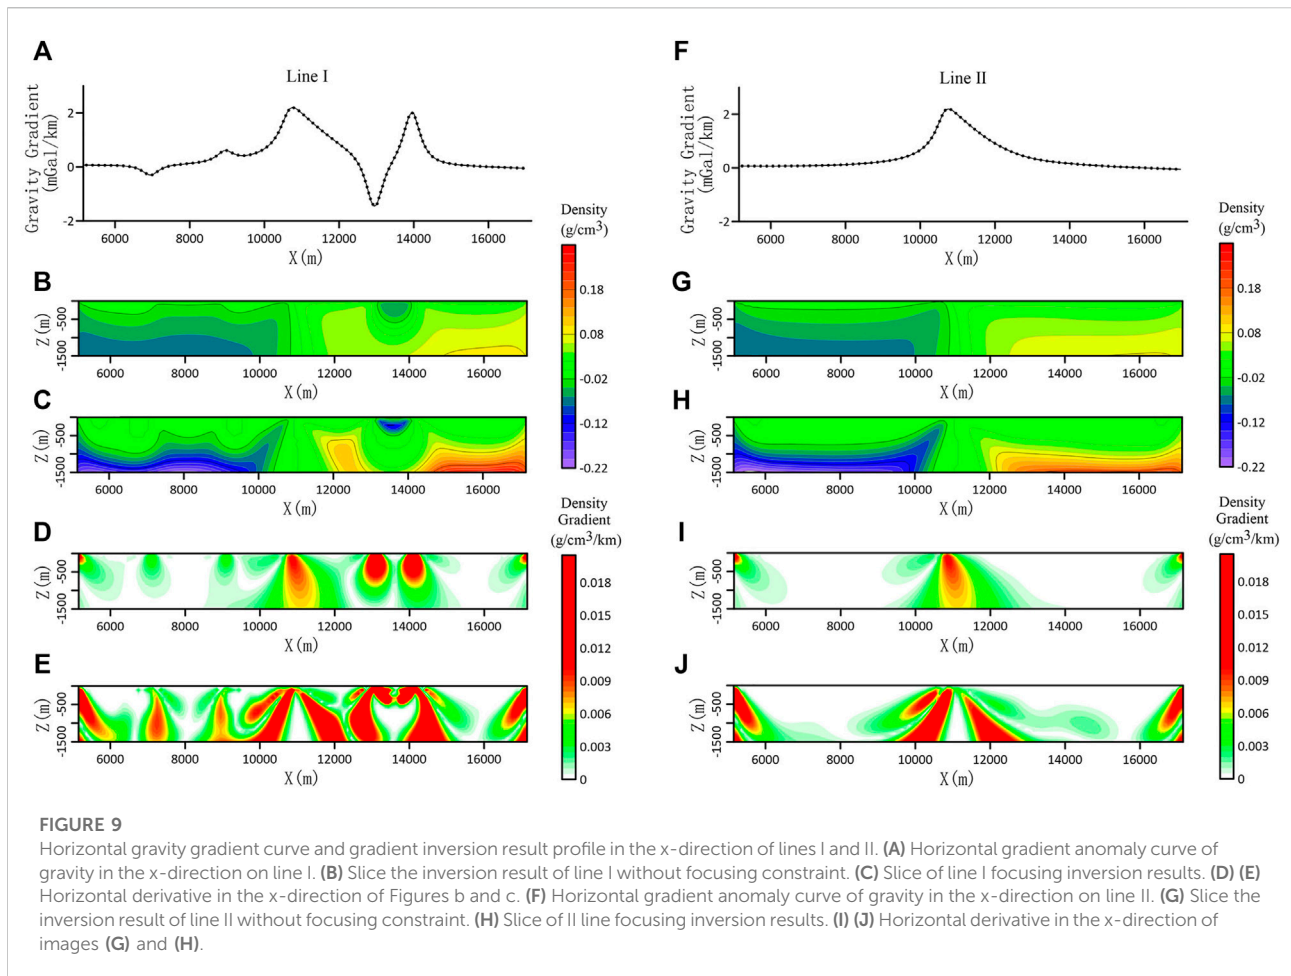 A
Line I
Gravity Gradient
(mGal/km)
2
0
-2
6000 8000 10000 12000 14000 16000
X(m)
Density
(g/cm3)
0.18
0.08
-0.02
-0.12
-0.22
B
Z(m)
-500
-1500
6000 8000 10000 12000 14000 16000
X(m)
C
Z(m)
-500
-1500
6000 8000 10000 12000 14000 16000
X(m)
Density
Gradient
(g/cm3/km)
0.018
0.015
0.012
0.009
0.006
0.003
0
D
Z(m)
-500
-1500
6000 8000 10000 12000 14000 16000
X(m)
E
Z(m)
-500
-1500
6000 8000 10000 12000 14000 16000
X(m)
F
Line II
Gravity Gradient
(mGal/km)
2
0
-2
6000 8000 10000 12000 14000 16000
X(m)
Density
(g/cm3)
0.18
0.08
-0.02
-0.12
-0.22
G
Z(m)
-500
-1500
6000 8000 10000 12000 14000 16000
X(m)
H
Z(m)
-500
-1500
6000 8000 10000 12000 14000 16000
X(m)
Density
Gradient
(g/cm3/km)
0.018
0.015
0.012
0.009
0.006
0.003
0
I
Z(m)
-500
-1500
6000 8000 10000 12000 14000 16000
X(m)
J
Z(m)
-500
-1500
6000 8000 10000 12000 14000 16000
X(m)
FIGURE 9
Horizontal gravity gradient curve and gradient inversion result profile in the x-direction of lines I and II. (A) Horizontal gradient anomaly curve of
gravity in the x-direction on line I. (B) Slice the inversion result of line I without focusing constraint. (C) Slice of line I focusing inversion results. (D) (E)
Horizontal derivative in the x-direction of Figures b and c. (F) Horizontal gradient anomaly curve of gravity in the x-direction on line II. (G) Slice the
inversion result of line II without focusing constraint. (H) Slice of II line focusing inversion results. (I) (J) Horizontal derivative in the x-direction of
images (G) and (H).